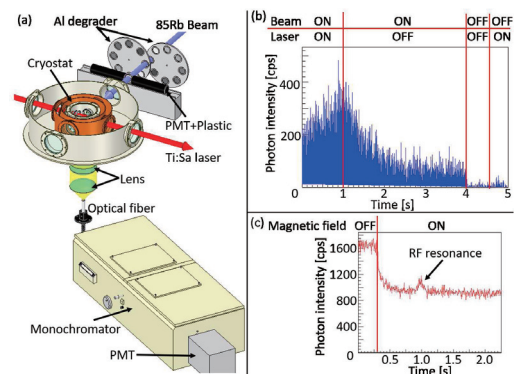 (a)
Al degrader
85Rb Beam
Cryostat
PMT+Plastic
Ti:Sa laser
Lens
Optical fiber
Monochromator
PMT
(b)
Beam ON ON OFF OFF
Laser ON OFF OFF ON
Photon intensity [cps]
400
200
0
0 1 2 3 4 5
Time [s]
(c) Magnetic field OFF ON
Photon intensity [cps]
1600
1200
800
400
0
RF resonance
0.5 1.0 1.5 2.0
Time [s]